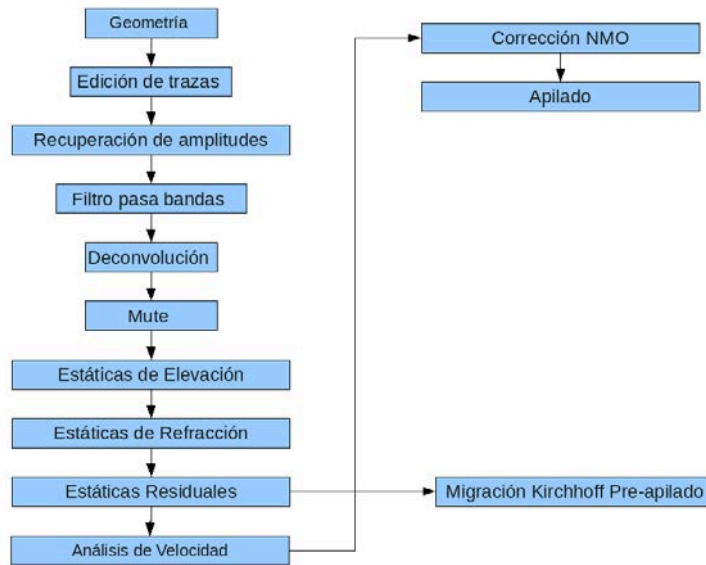 Geometría
Edición de trazas
Recuperación de amplitudes
Filtro pasa bandas
Deconvolución
Mute
Estáticas de Elevación
Estáticas de Refracción
Estáticas Residuales
Análisis de Velocidad
Corrección NMO
Apilado
Migración Kirchhoff Pre-apilado